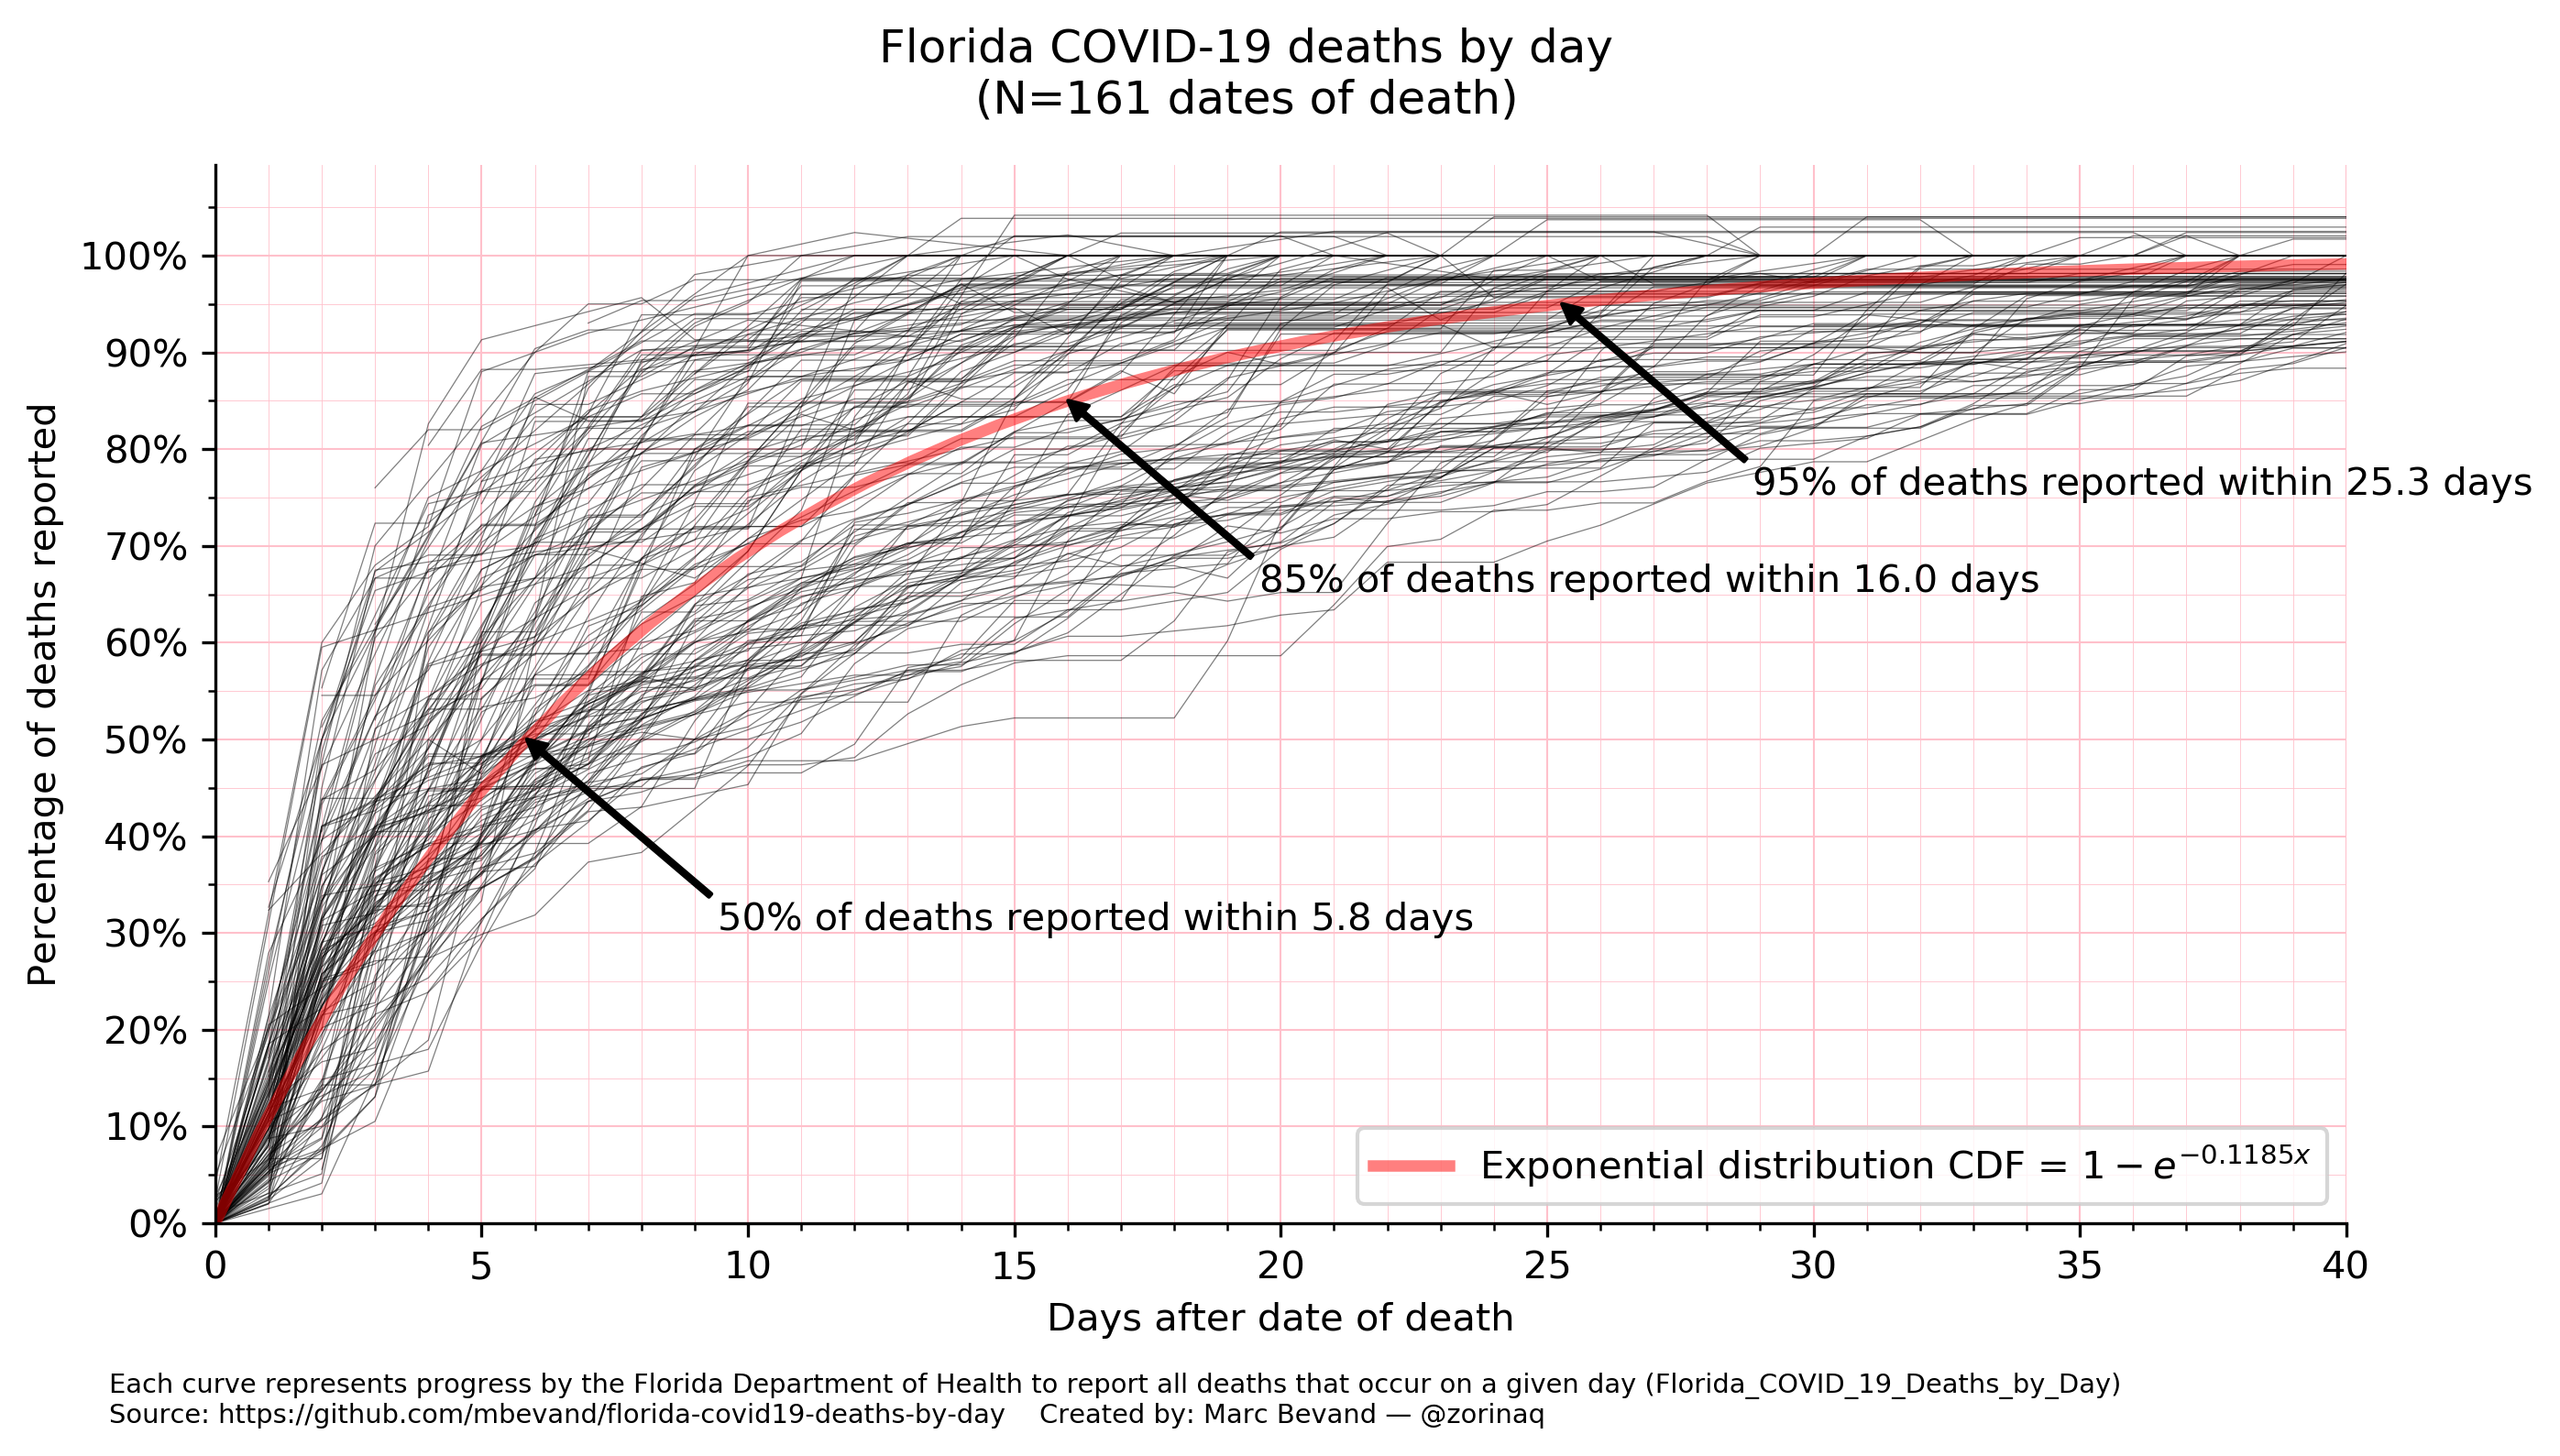 Florida COVID-19 deaths by day
(N=161 dates of death)
Percentage of deaths reported
100%
90%
80%
70%
60%
50%
40%
30%
20%
10%
0%
95% of deaths reported within 25.3 days
85% of deaths reported within 16.0 days
50% of deaths reported within 5.8 days
Exponential distribution CDF = 1 − e^−0.1185x
0 5 10 15 20 25 30 35 40
Days after date of death
Each curve represents progress by the Florida Department of Health to report all deaths that occur on a given day (Florida_COVID_19_Deaths_by_Day)
Source: https://github.com/mbevand/florida-covid19-deaths-by-day Created by: Marc Bevand — @zorinaq